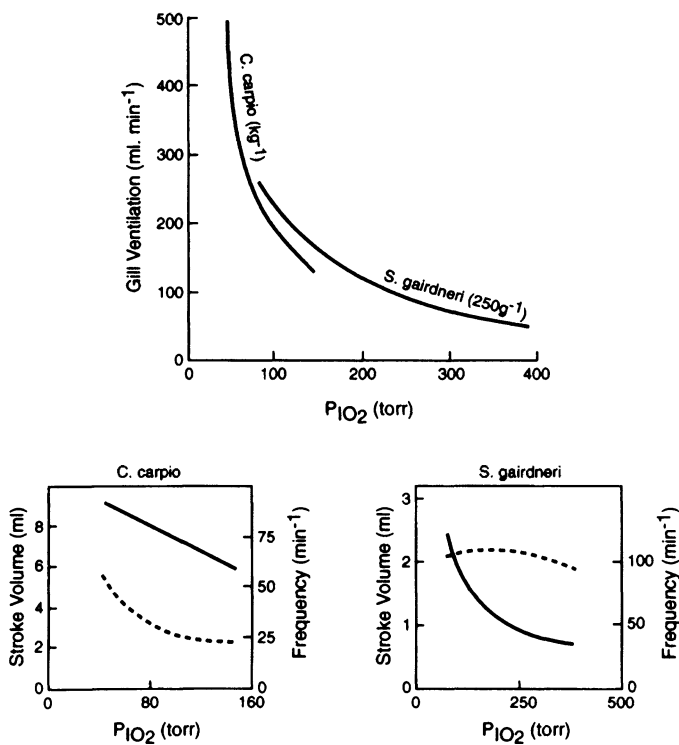 500
400
300
200
100
0
Gill Ventilation (ml. min-1)
C. carpio (kg-1)
S. gairdneri (250g-1)
0 100 200 300 400
PIO2 (torr)
C. carpio
8
6
4
2
0
Stroke Volume (ml)
75
50
25
0
Frequency (min-1)
0 80 160
PIO2 (torr)
S. gairdneri
3
2
1
0
Stroke Volume (ml)
100
50
0
Frequency (min-1)
0 250 500
PIO2 (torr)